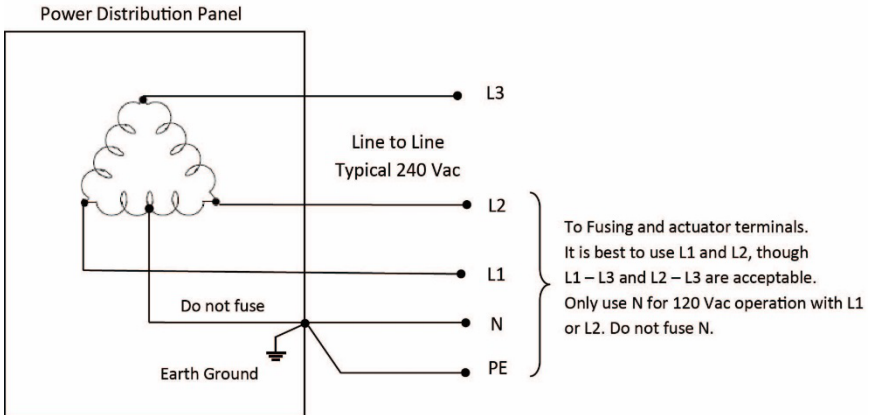 Power Distribution Panel
L3
Line to Line
Typical 240 Vac
L2
L1
Do not fuse
N
Earth Ground
PE
To Fusing and actuator terminals.
It is best to use L1 and L2, though
L1 – L3 and L2 – L3 are acceptable.
Only use N for 120 Vac operation with L1
or L2. Do not fuse N.